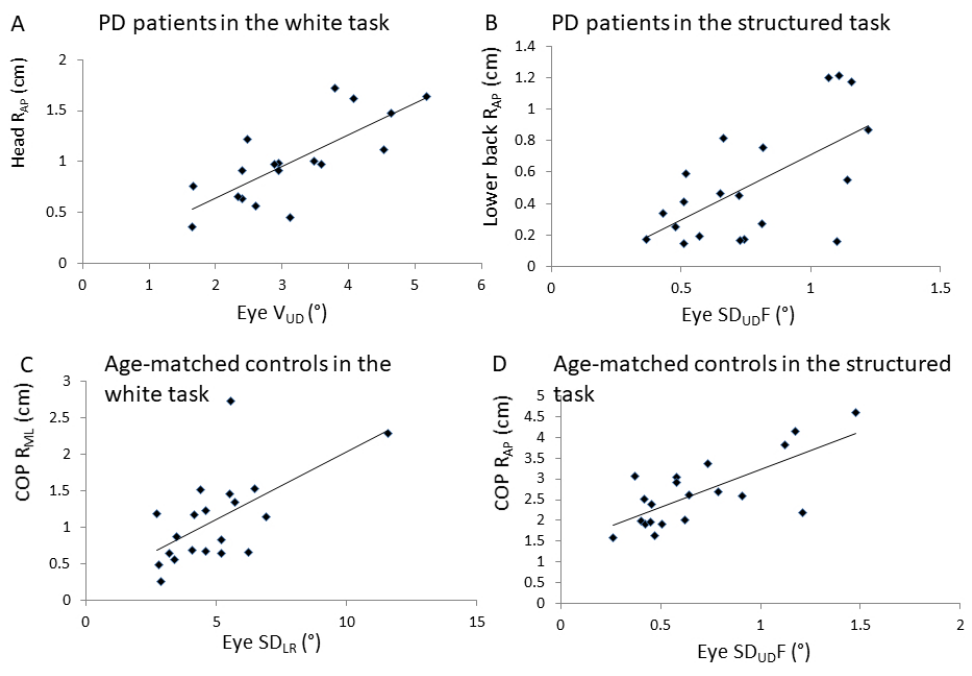 A
PD patients in the white task
Head R_AP (cm)
2
1.5
1
0.5
0
0 1 2 3 4 5 6
Eye V_UD (°)
B
PD patients in the structured task
Lower back R_AP (cm)
1.4
1.2
1
0.8
0.6
0.4
0.2
0
0 0.5 1 1.5
Eye SD_UDF (°)
C
Age-matched controls in the
white task
COP R_ML (cm)
3
2.5
2
1.5
1
0.5
0
0 5 10 15
Eye SD_LR (°)
D
Age-matched controls in the structured
task
COP R_AP (cm)
5
4.5
4
3.5
3
2.5
2
1.5
1
0.5
0
0 0.5 1 1.5 2
Eye SD_UDF (°)